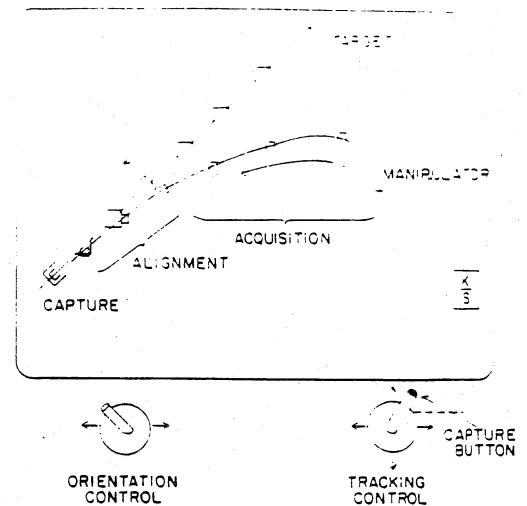 TARGET
MANIPULATOR
ACQUISITION
ALIGNMENT
CAPTURE
K
S
CAPTURE
BUTTON
ORIENTATION
CONTROL
TRACKING
CONTROL